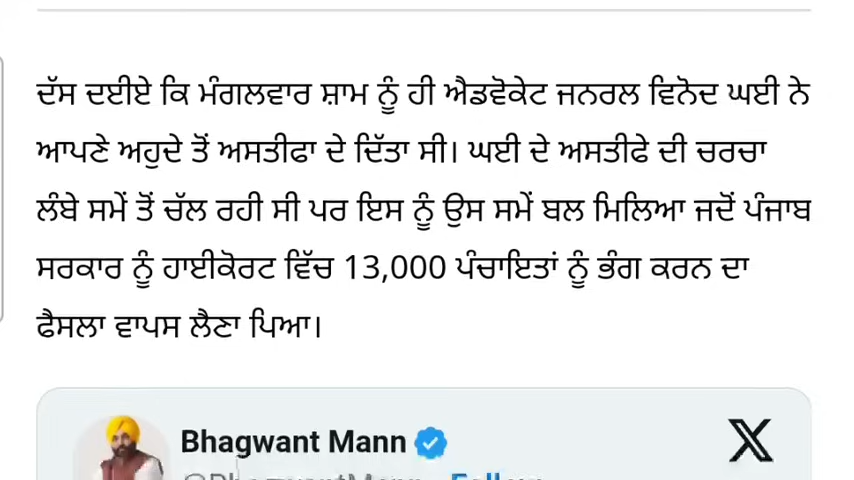 ਦੱਸ ਦਈਏ ਕਿ ਮੰਗਲਵਾਰ ਸ਼ਾਮ ਨੂੰ ਹੀ ਐਡਵੋਕੇਟ ਜਨਰਲ ਵਿਨੋਦ ਘਈ ਨੇ
ਆਪਣੇ ਅਹੁਦੇ ਤੋਂ ਅਸਤੀਫਾ ਦੇ ਦਿੱਤਾ ਸੀ। ਘਈ ਦੇ ਅਸਤੀਫੇ ਦੀ ਚਰਚਾ
ਲੰਬੇ ਸਮੇਂ ਤੋਂ ਚੱਲ ਰਹੀ ਸੀ ਪਰ ਇਸ ਨੂੰ ਉਸ ਸਮੇਂ ਬਲ ਮਿਲਿਆ ਜਦੋਂ ਪੰਜਾਬ
ਸਰਕਾਰ ਨੂੰ ਹਾਈਕੋਰਟ ਵਿੱਚ 13,000 ਪੰਚਾਇਤਾਂ ਨੂੰ ਭੰਗ ਕਰਨ ਦਾ
ਫੈਸਲਾ ਵਾਪਸ ਲੈਣਾ ਪਿਆ।
Bhagwant Mann